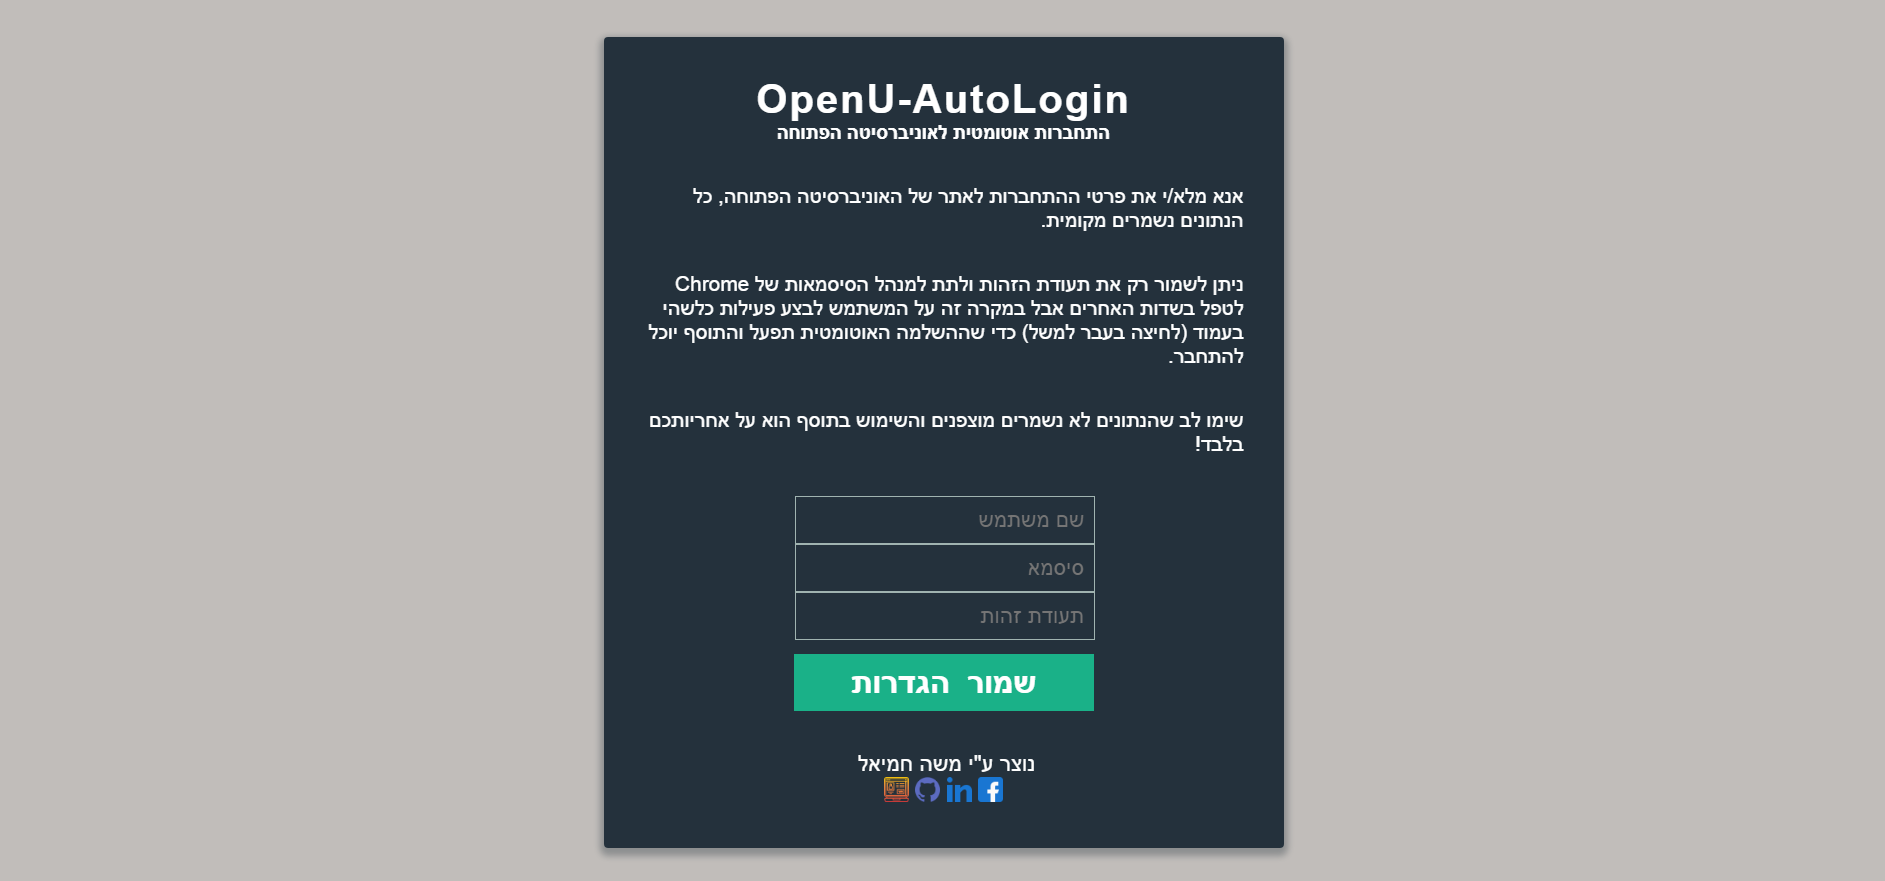 OpenU-AutoLogin
התחברות אוטומטית לאוניברסיטה הפתוחה
אנא מלא/י את פרטי ההתחברות לאתר של האוניברסיטה הפתוחה, כל
הנתונים נשמרים מקומית.
ניתן לשמור רק את תעודת הזהות ולתת למנהל הסיסמאות של Chrome
לטפל בשדות האחרים אבל במקרה זה על המשתמש לבצע פעילות כלשהי
בעמוד (לחיצה בעבר למשל) כדי שההשלמה האוטומטית תפעל והתוסף יוכל
להתחבר.
שימו לב שהנתונים לא נשמרים מוצפנים והשימוש בתוסף הוא על אחריותכם
בלבד!
שם משתמש
סיסמא
תעודת זהות
שמור הגדרות
נוצר ע"י משה חמיאל